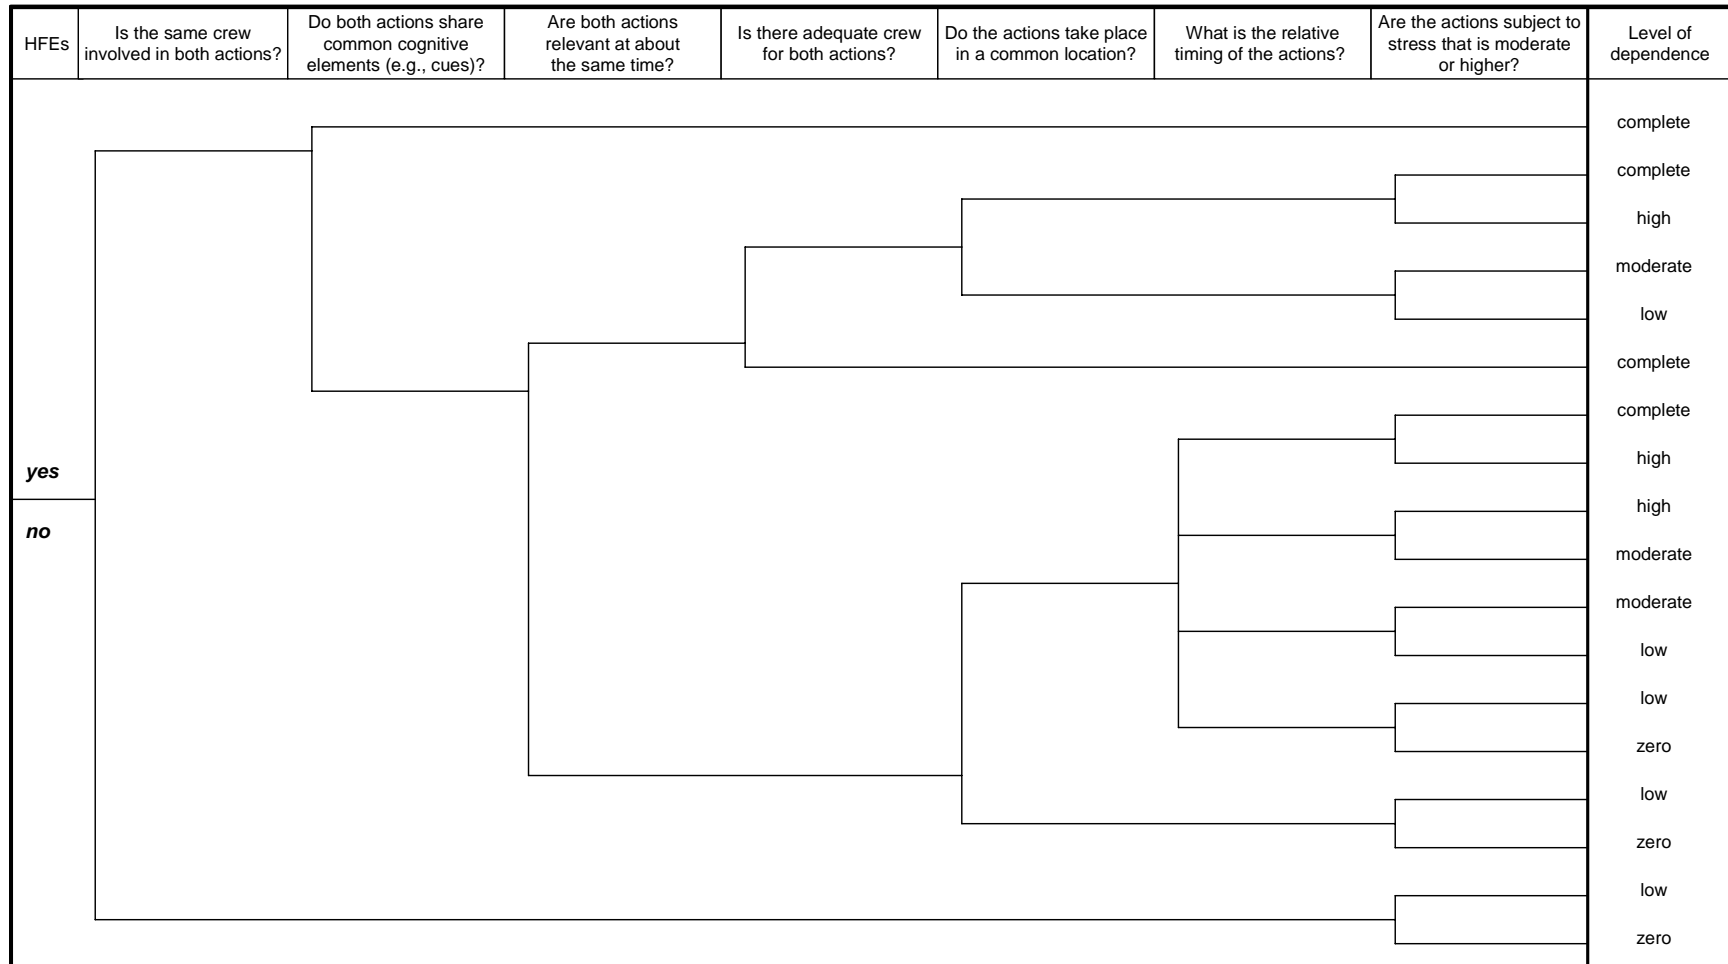 HFEs
Is the same crew
involved in both actions?
Do both actions share
common cognitive
elements (e.g., cues)?
Are both actions
relevant at about
the same time?
Is there adequate crew
for both actions?
Do the actions take place
in a common location?
What is the relative
timing of the actions?
Are the actions subject to
stress that is moderate
or higher?
Level of
dependence
complete
complete
high
moderate
low
complete
complete
yes
high
high
no
moderate
moderate
low
low
zero
low
zero
low
zero